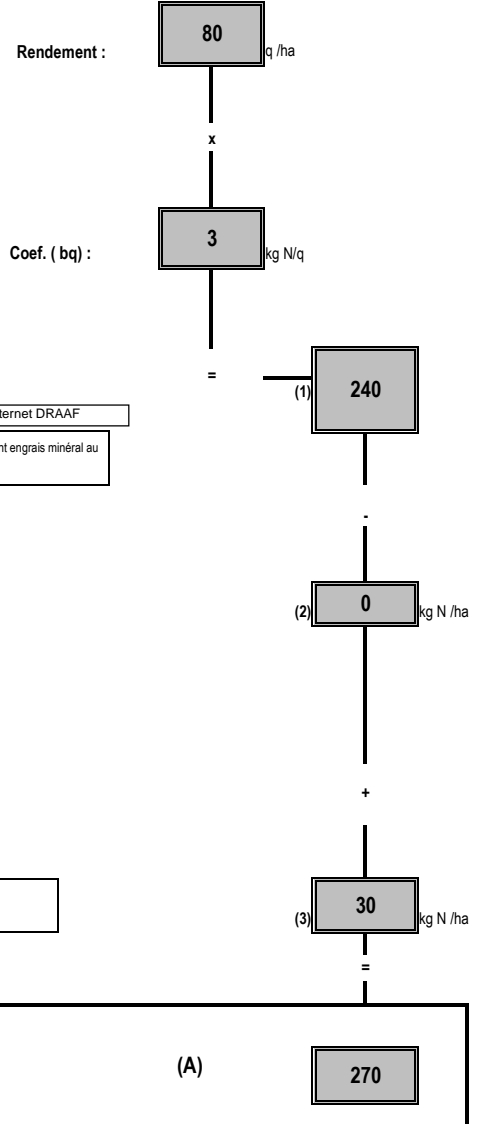 80
Rendement : q /ha
x
3
Coef. ( bq) : kg N/q
=
(1) 240
ternet DRAAF
nt engrais minéral au
-
(2) 0 kg N /ha
+
(3) 30 kg N /ha
=
(A) 270